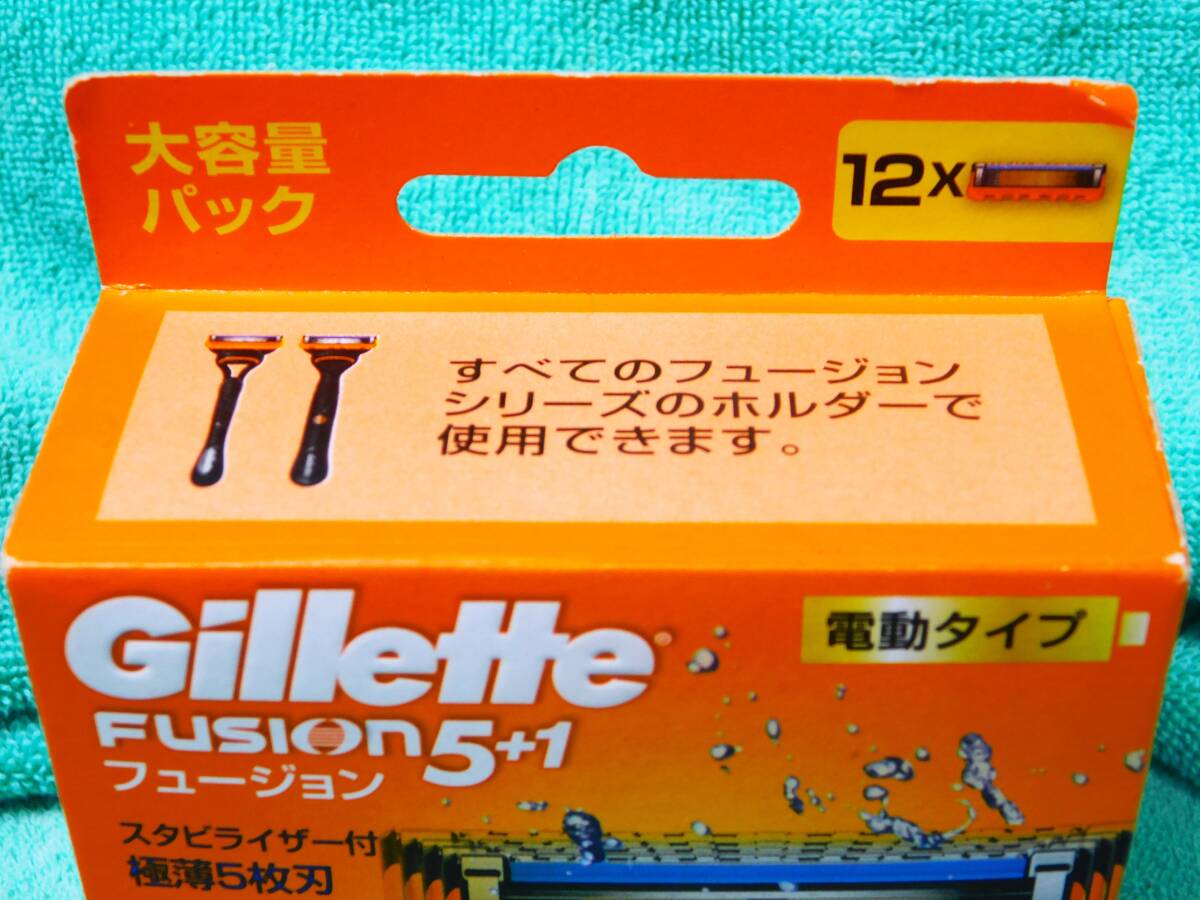 大容量
パック
12X
すべてのフュージョン
シリーズのホルダーで
使用できます。
Gillette
電動タイプ
FUSION 5+1
フュージョン
スタビライザー付
極薄5枚刃